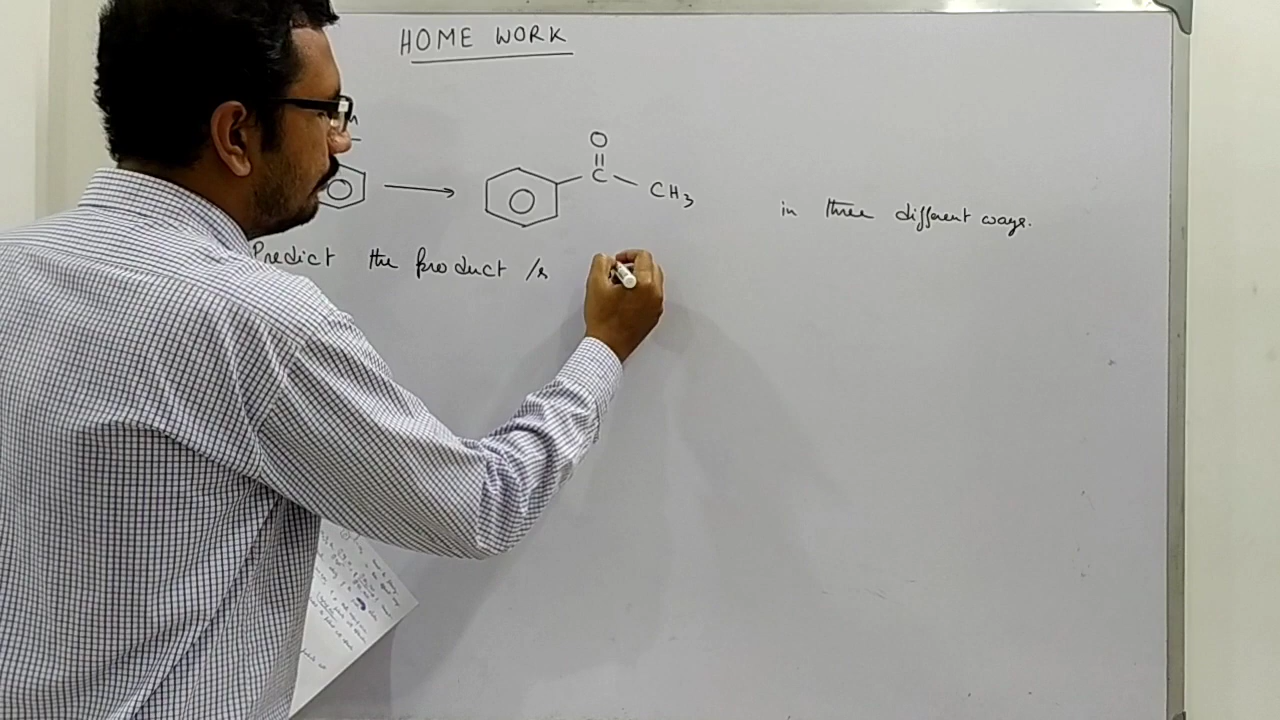 HOME WORK
O
C
CH3
in three different ways.
Predict the product /s